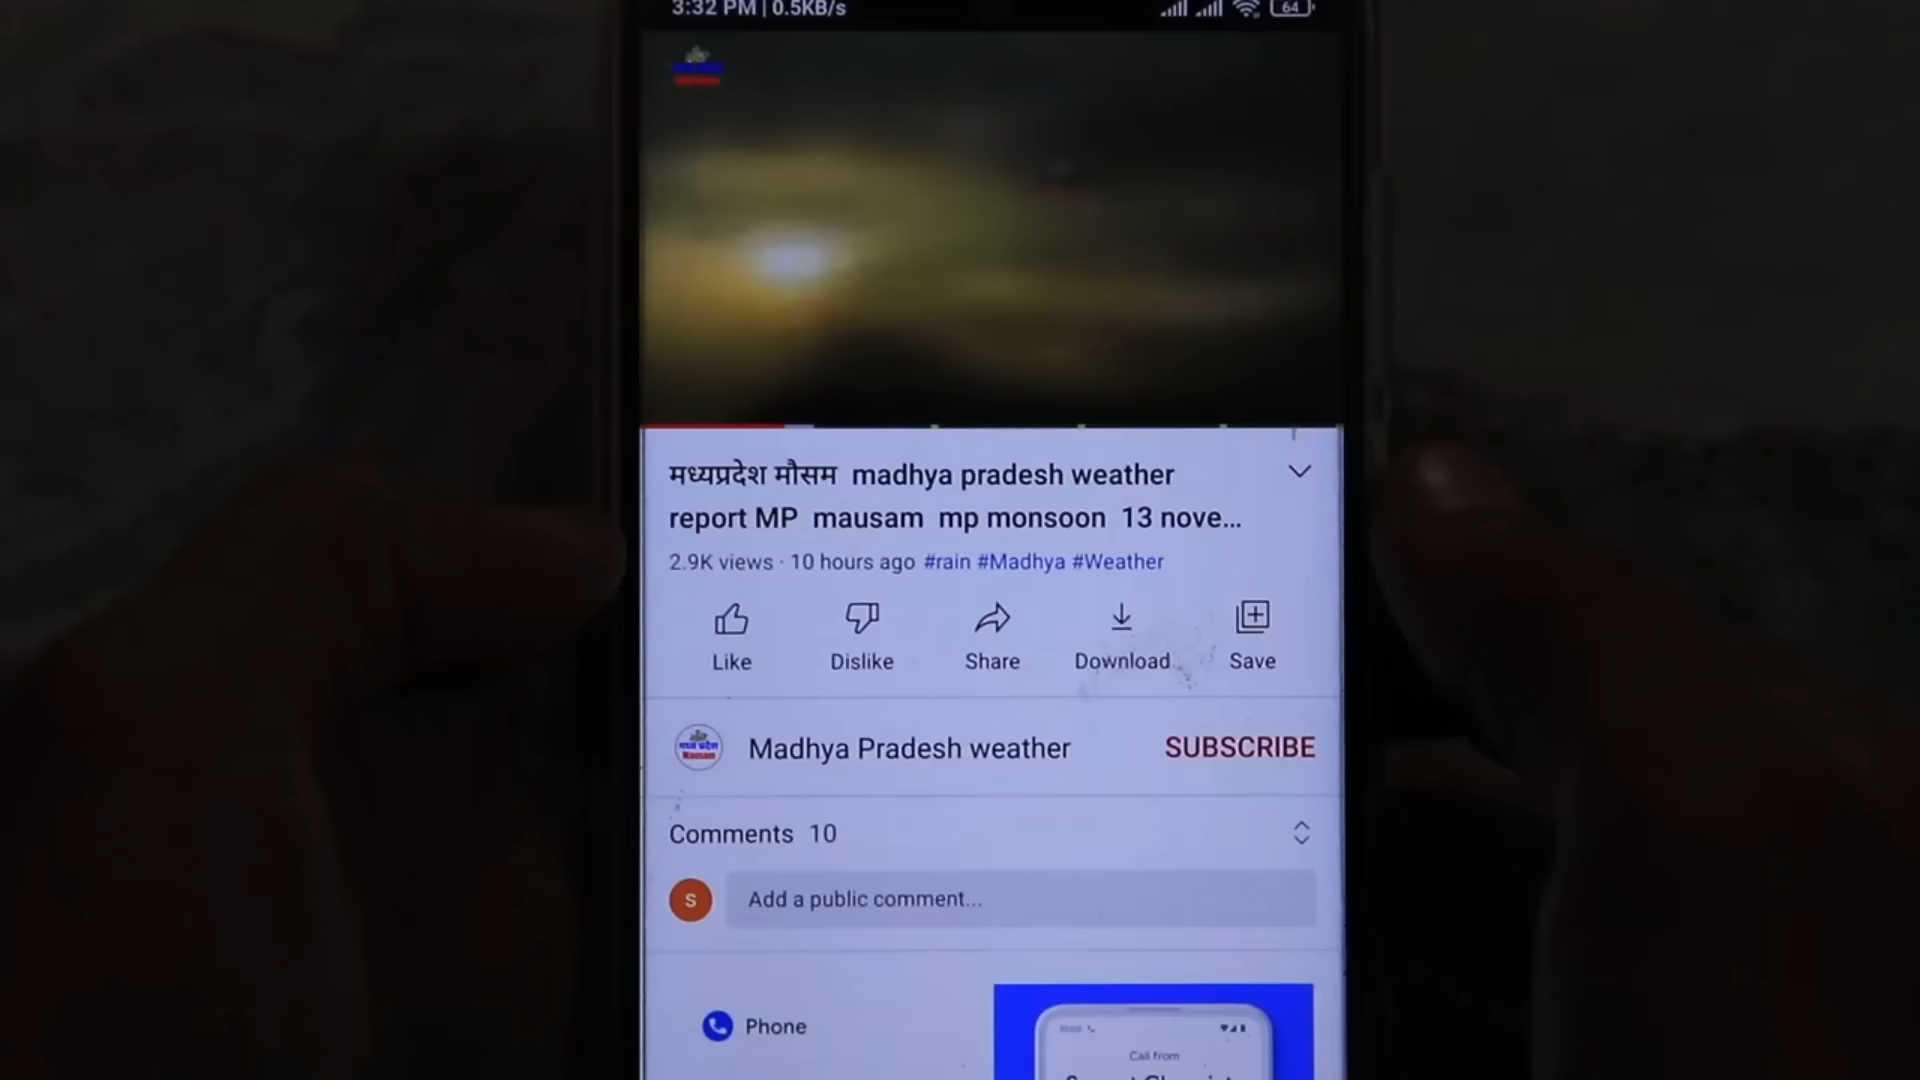 3:32 PM | 0.5KB/s
64
मध्यप्रदेश मौसम madhya pradesh weather
report MP mausam mp monsoon 13 nove...
2.9K views · 10 hours ago #rain #Madhya #Weather
Like Dislike Share Download Save
Madhya Pradesh weather SUBSCRIBE
Comments 10
S Add a public comment...
Phone
Call from